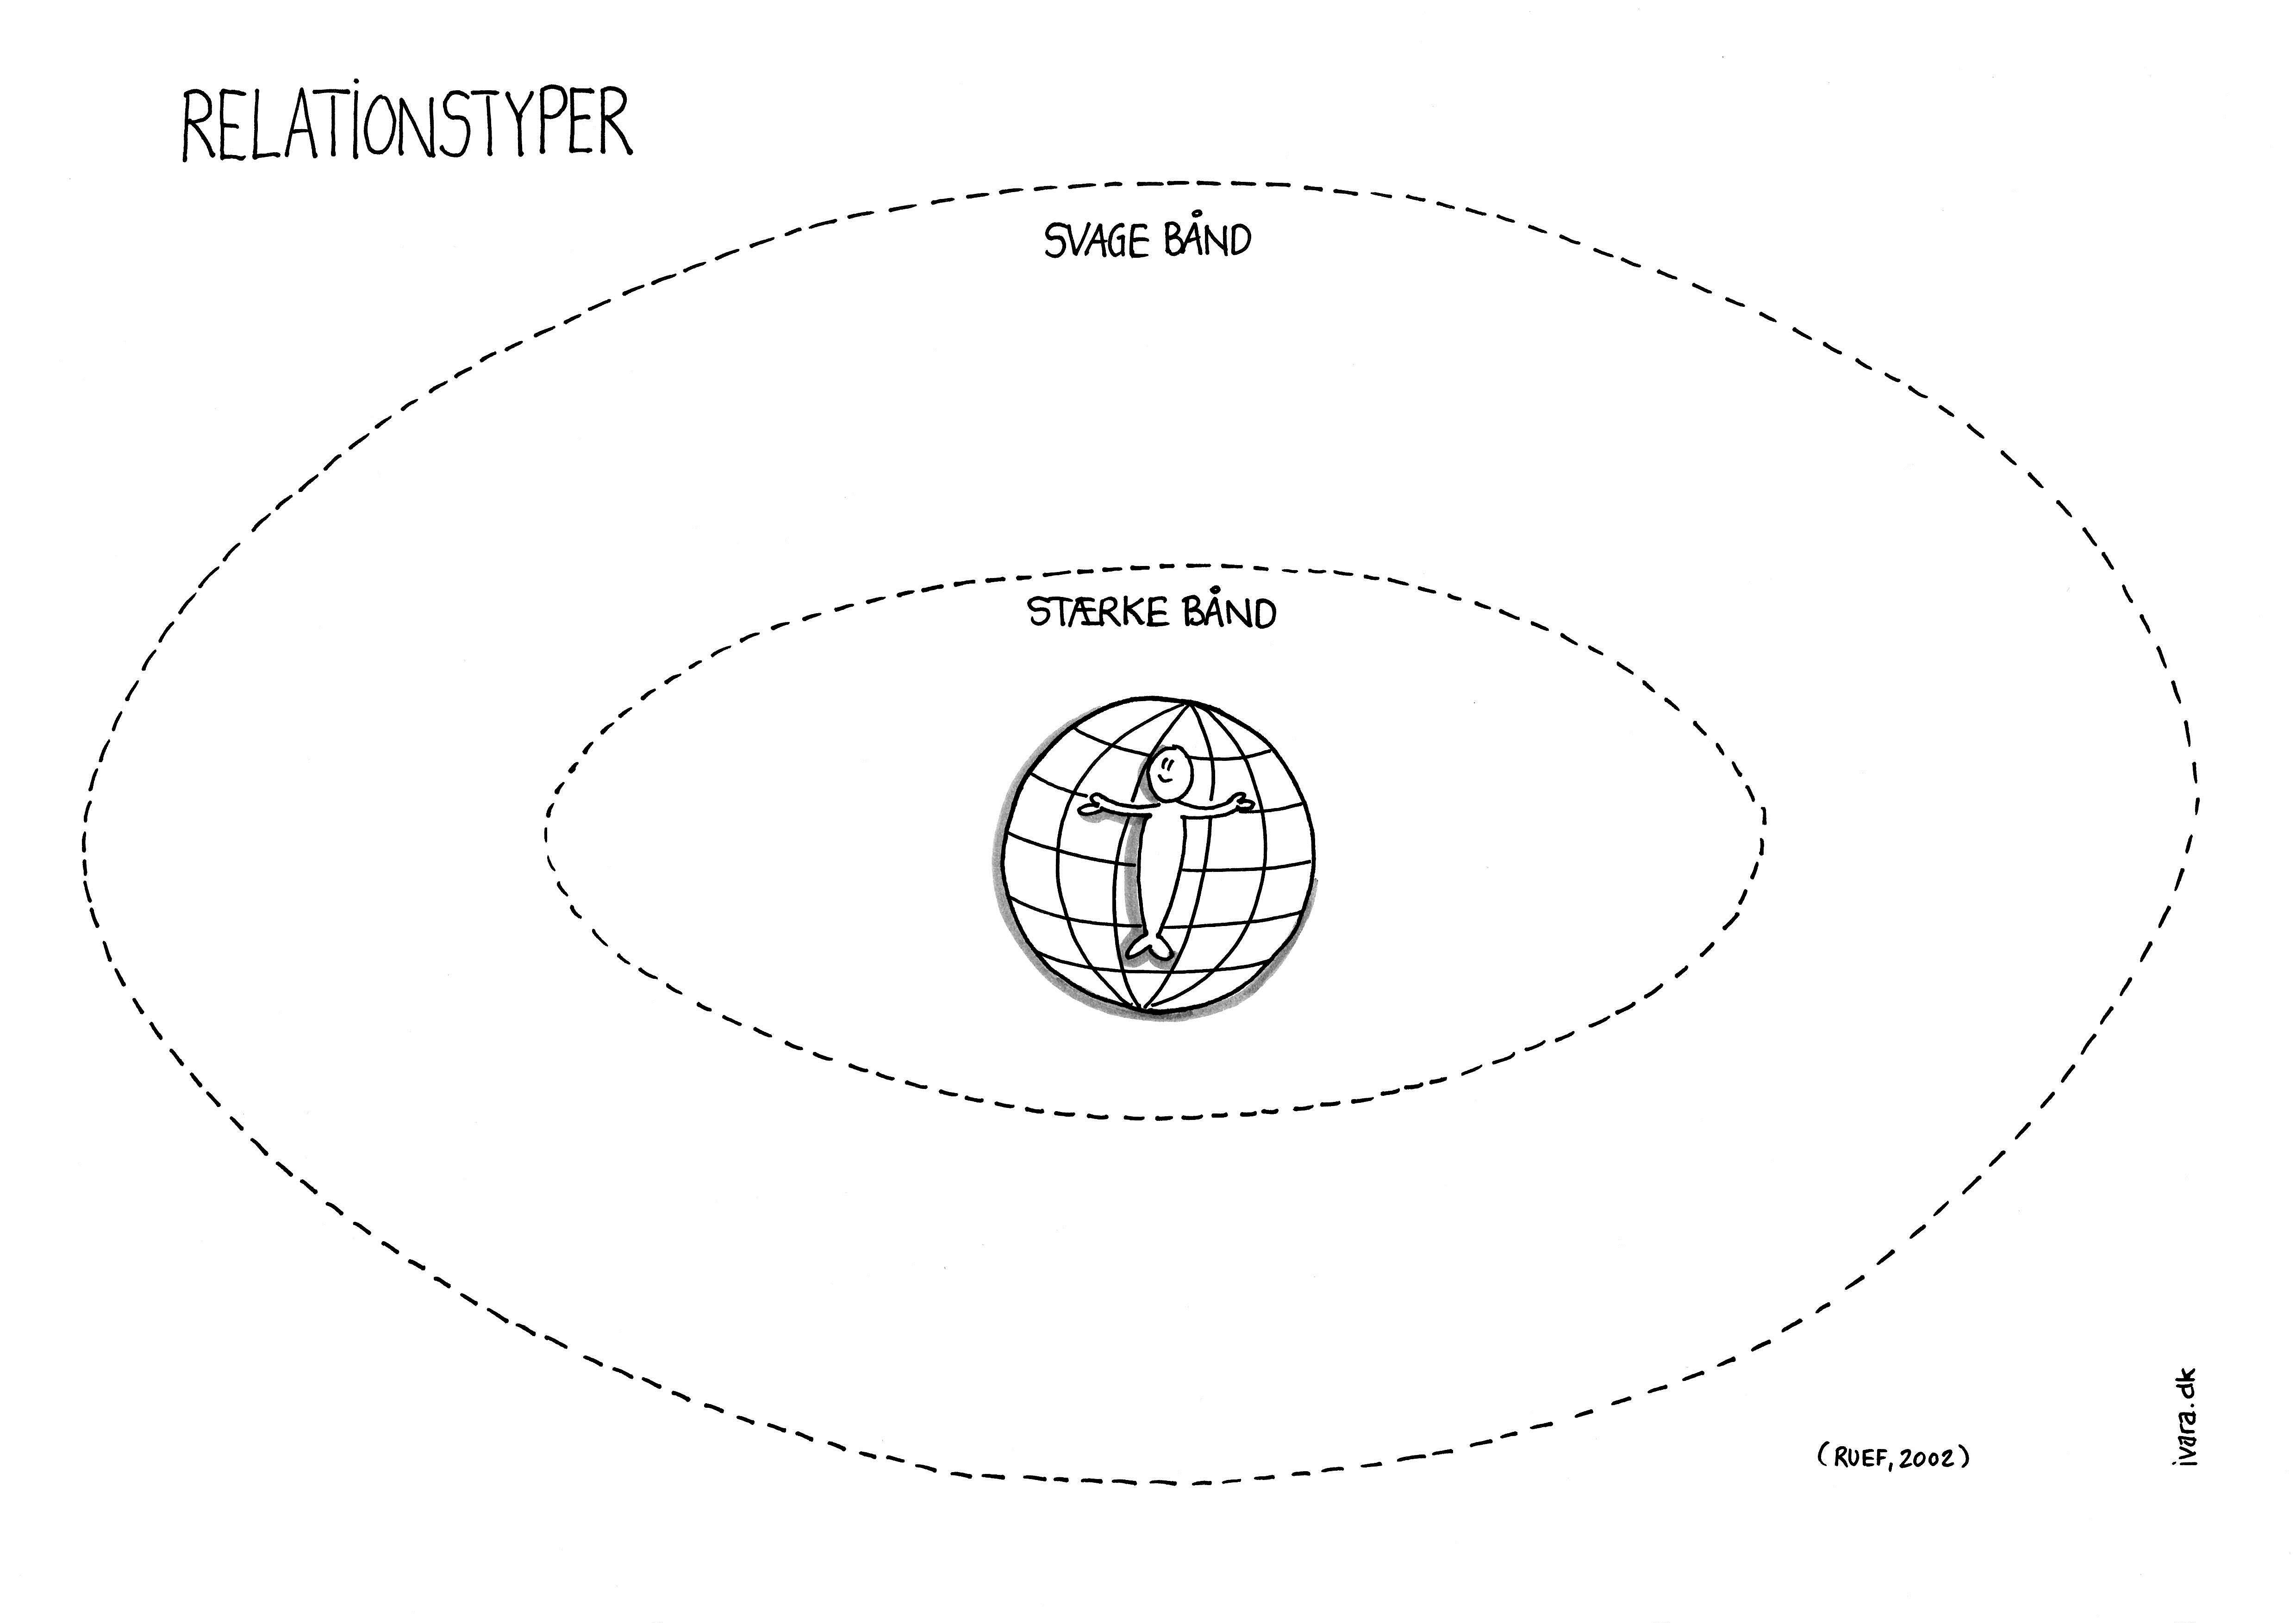 RELATIONSTYPER
SVAGE BÅND
STÆRKE BÅND
(RUEF, 2002)
ivara.dk